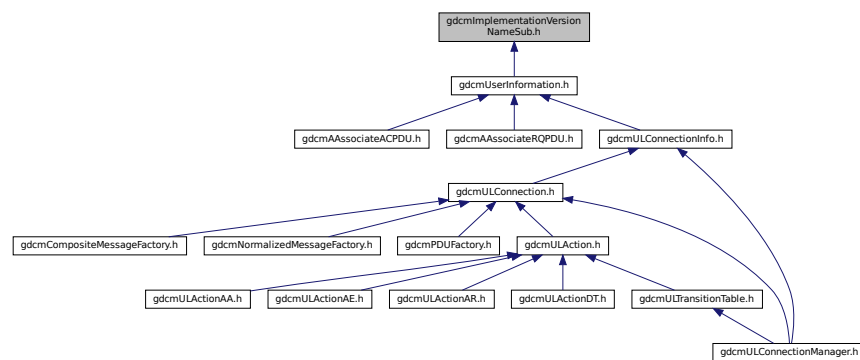 gdcmImplementationVersion
NameSub.h
gdcmUserInformation.h
gdcmAAssociateACPDU.h
gdcmAAssociateRQPDU.h
gdcmULConnectionInfo.h
gdcmULConnection.h
gdcmCompositeMessageFactory.h
gdcmNormalizedMessageFactory.h
gdcmPDUFactory.h
gdcmULAction.h
gdcmULActionAA.h
gdcmULActionAE.h
gdcmULActionAR.h
gdcmULActionDT.h
gdcmULTransitionTable.h
gdcmULConnectionManager.h